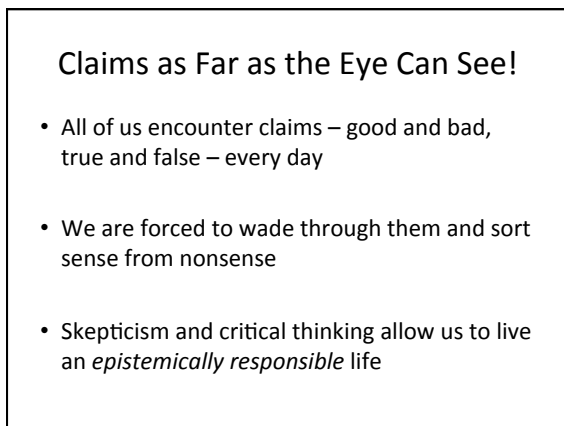 Claims as Far as the Eye Can See!
• All of us encounter claims – good and bad,
true and false – every day
• We are forced to wade through them and sort
sense from nonsense
• Skepticism and critical thinking allow us to live
an epistemically responsible life